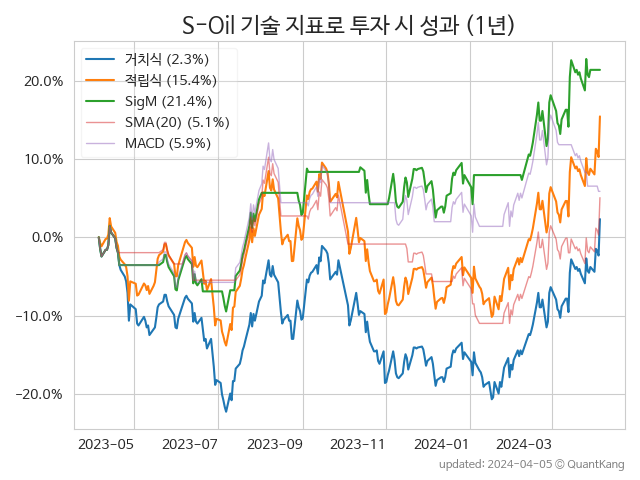 S-Oil 기술 지표로 투자 시 성과 (1년)
거치식 (2.3%)
적립식 (15.4%)
SigM (21.4%)
SMA(20) (5.1%)
MACD (5.9%)
20.0%
10.0%
0.0%
−10.0%
−20.0%
2023-05 2023-07 2023-09 2023-11 2024-01 2024-03
updated: 2024-04-05 © QuantKang